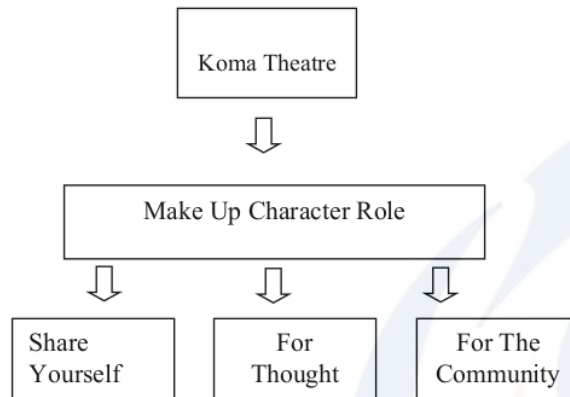 Koma Theatre
Make Up Character Role
Share
Yourself
For
Thought
For The
Community